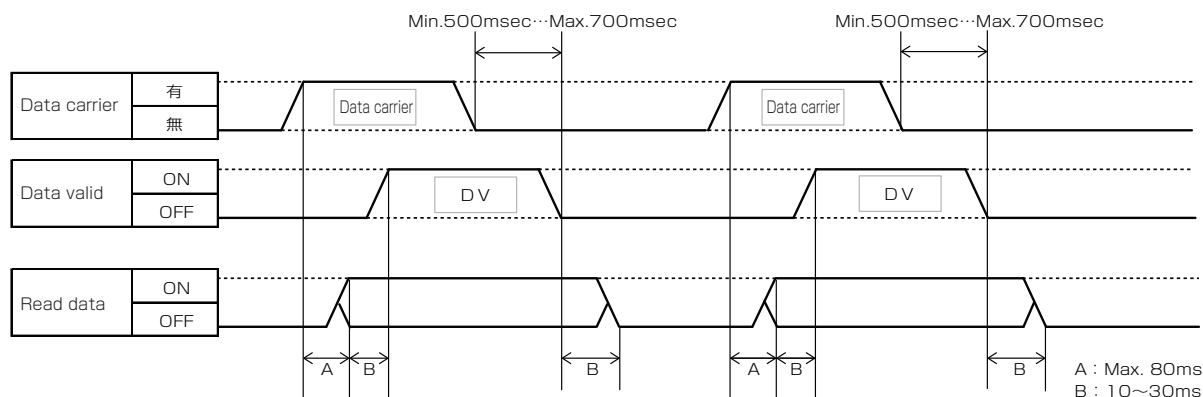 Min.500msec…Max.700msec
Min.500msec…Max.700msec
Data carrier
有
無
Data carrier
Data carrier
Data valid
ON
OFF
DV
DV
Read data
ON
OFF
A
B
B
A
B
B
A : Max. 80ms
B : 10〜30ms